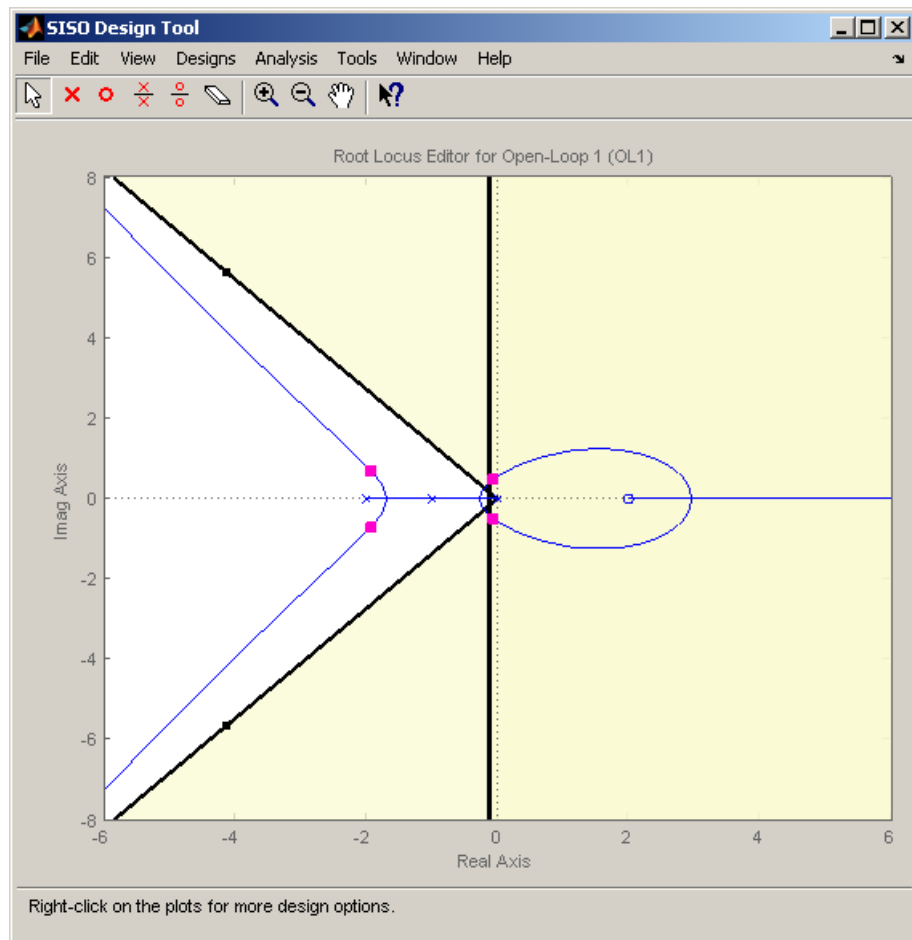 SISO Design Tool
File Edit View Designs Analysis Tools Window Help
Root Locus Editor for Open-Loop 1 (OL1)
8
6
4
2
0
-2
-4
-6
-8
Imag Axis
-6 -4 -2 0 2 4 6
Real Axis
Right-click on the plots for more design options.